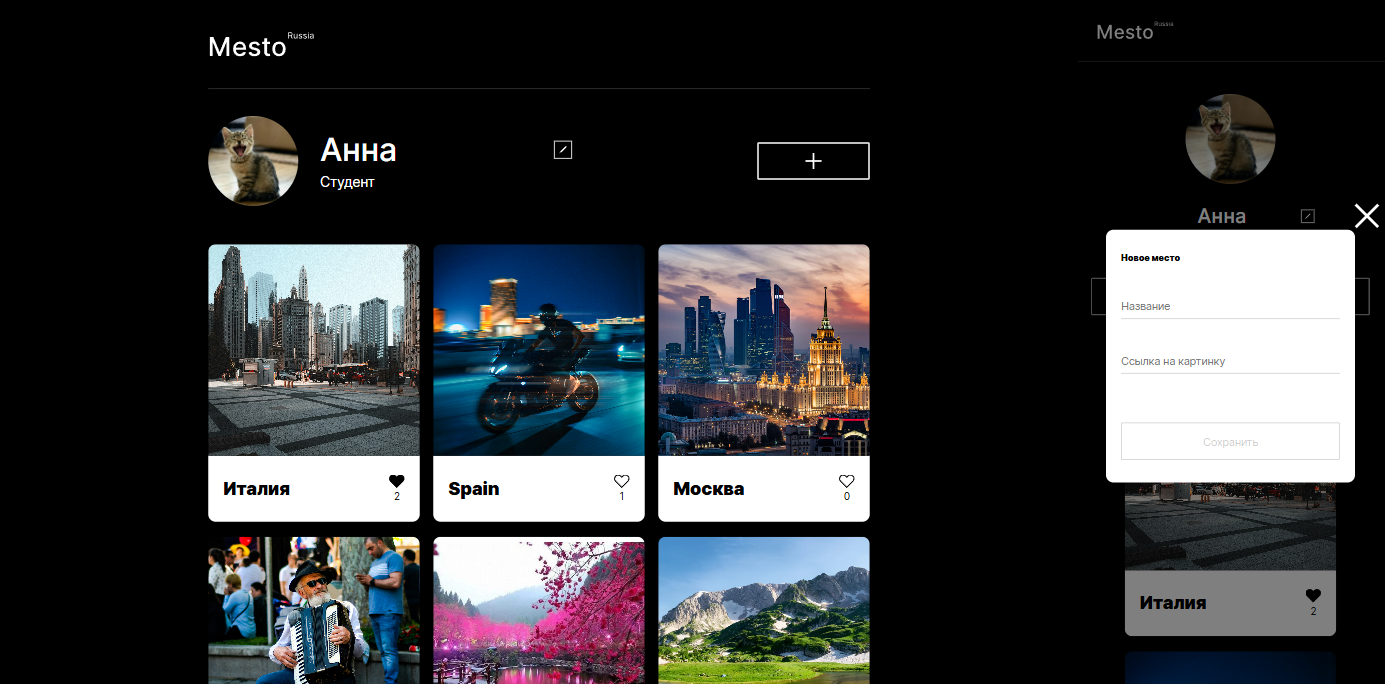 Mesto Russia
Анна
Студент
Италия
2
Spain
1
Москва
0
Mesto Russia
Анна
Новое место
Название
Ссылка на картинку
Сохранить
Италия
2